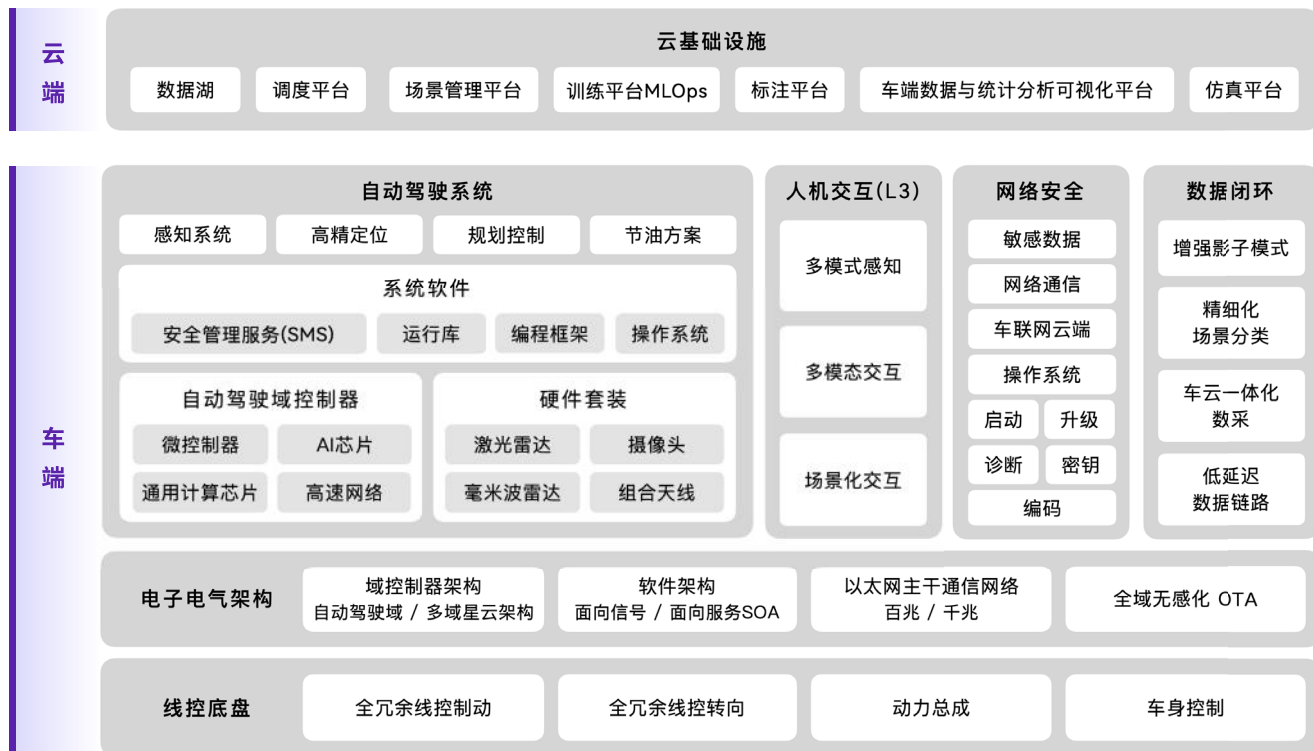 云
端
云基础设施
数据湖
调度平台
场景管理平台
训练平台MLOps
标注平台
车端数据与统计分析可视化平台
仿真平台
车
端
自动驾驶系统
感知系统
高精定位
规划控制
节油方案
系统软件
安全管理服务(SMS)
运行库
编程框架
操作系统
自动驾驶域控制器
微控制器
AI芯片
通用计算芯片
高速网络
硬件套装
激光雷达
摄像头
毫米波雷达
组合天线
人机交互(L3)
多模式感知
多模态交互
场景化交互
网络安全
敏感数据
网络通信
车联网云端
操作系统
启动
升级
诊断
密钥
编码
数据闭环
增强影子模式
精细化
场景分类
车云一体化
数采
低延迟
数据链路
电子电气架构
域控制器架构
自动驾驶域 / 多域星云架构
软件架构
面向信号 / 面向服务SOA
以太网主干通信网络
百兆 / 千兆
全域无感化 OTA
线控底盘
全冗余线控制动
全冗余线控转向
动力总成
车身控制